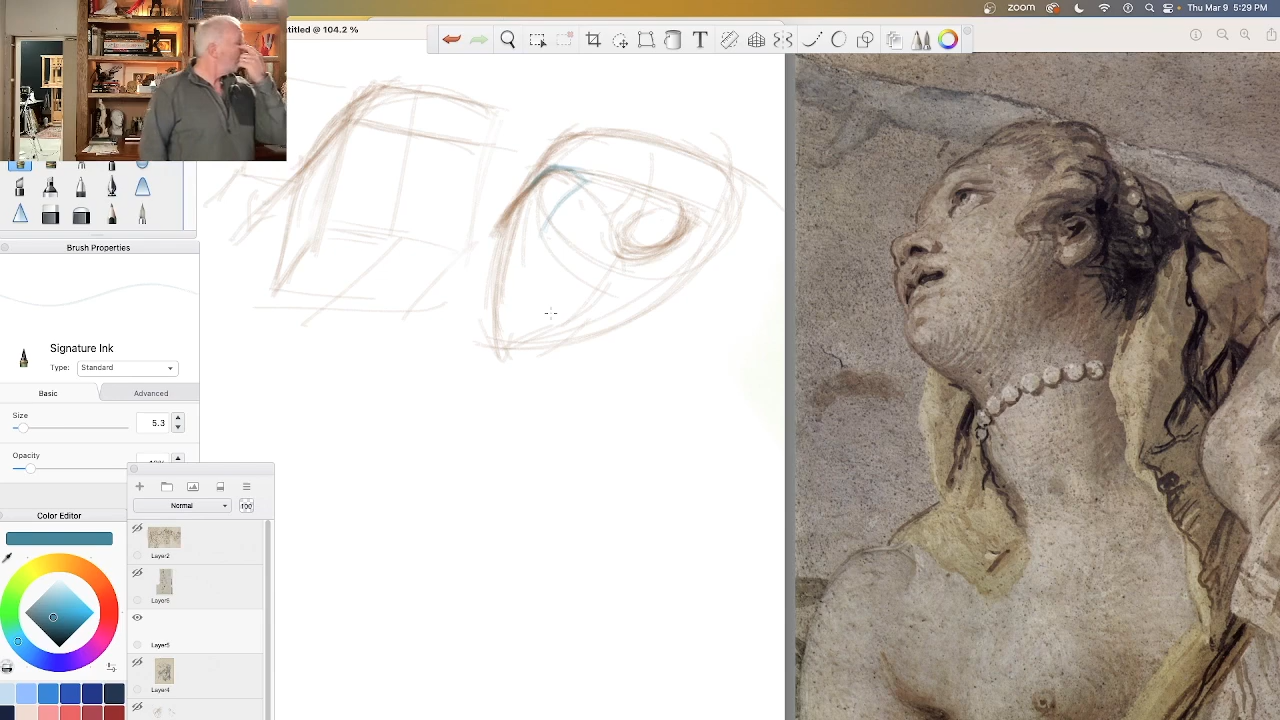 zoom
Thu Mar 9 5:29 PM
ntitled @ 104.2 %
T
Brush Properties
Signature Ink
Type: Standard
Basic Advanced
Size
5.3
Opacity
Normal 100
Color Editor
Layer2
Layer6
Layer5
Layer4